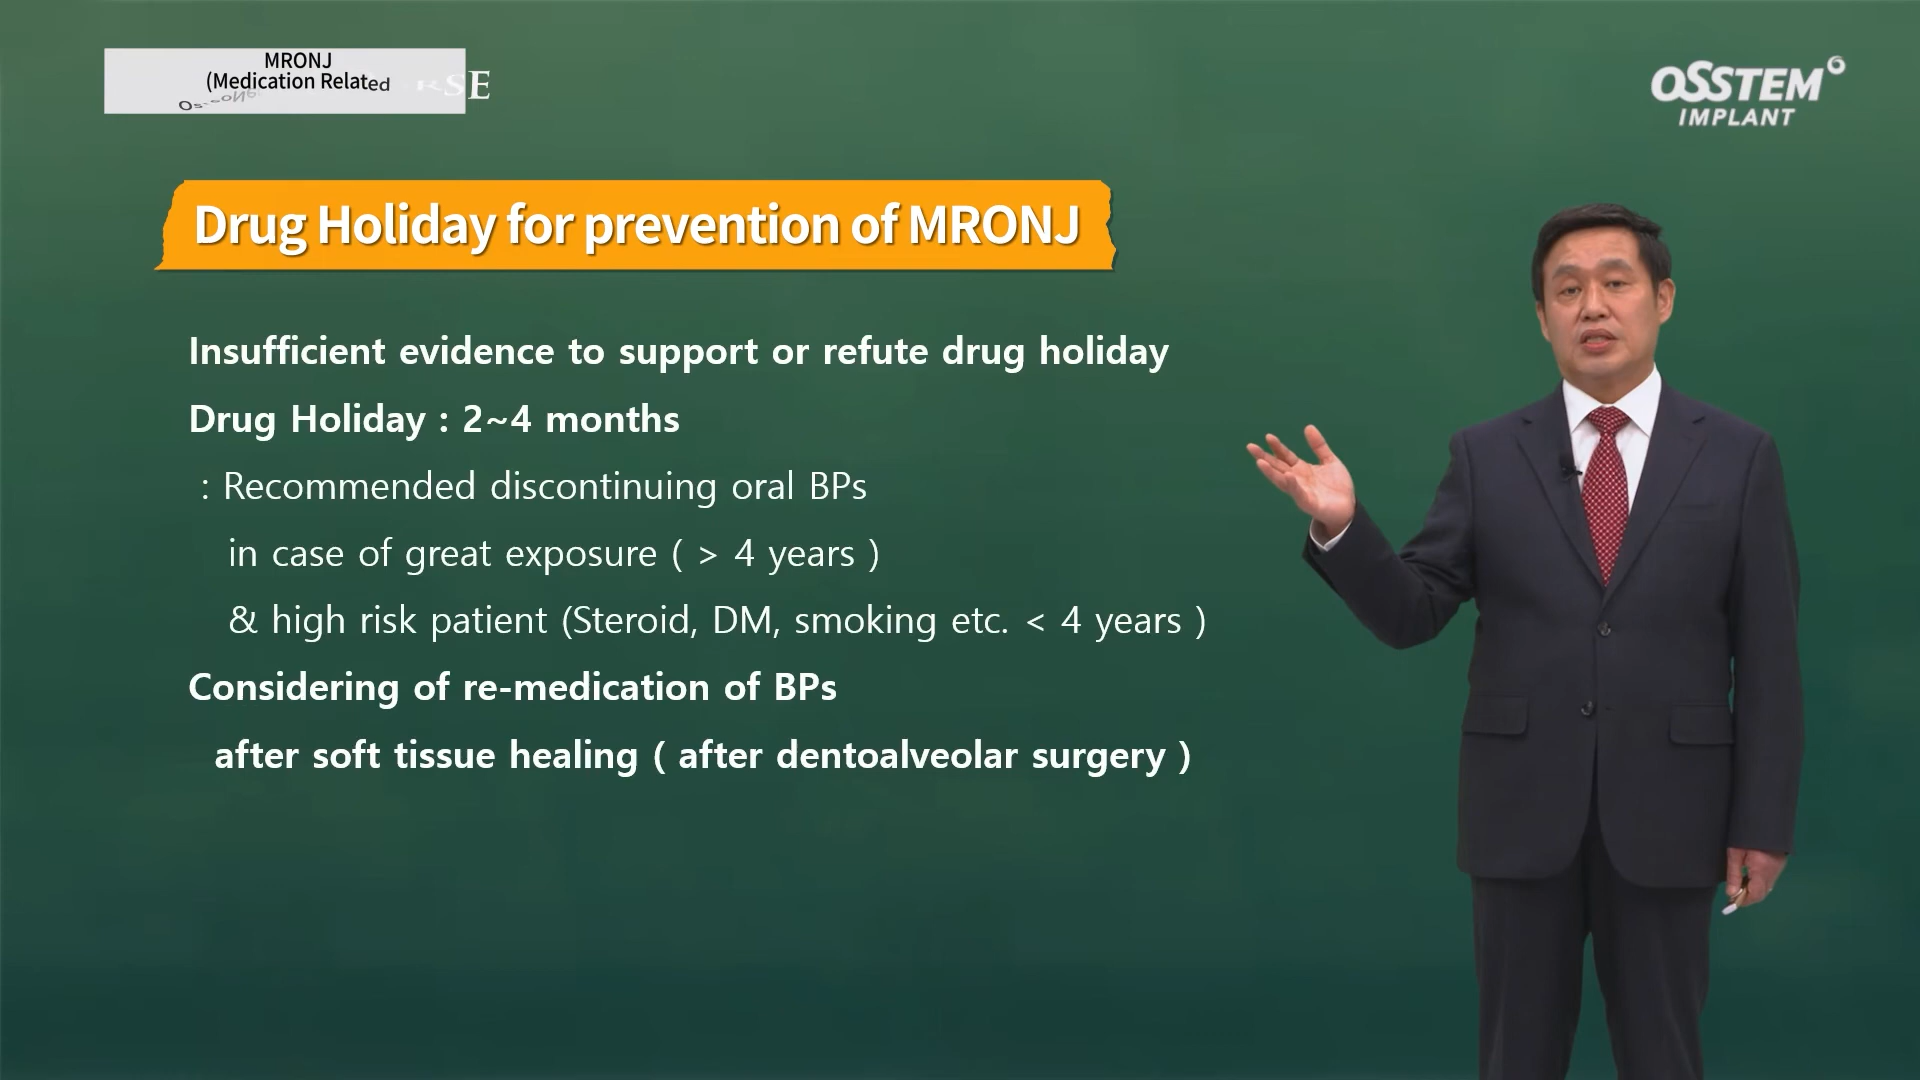 MRONJ
(Medication Related
OSSTEM
IMPLANT
Drug Holiday for prevention of MRONJ
Insufficient evidence to support or refute drug holiday
Drug Holiday : 2~4 months
: Recommended discontinuing oral BPs
in case of great exposure ( > 4 years )
& high risk patient (Steroid, DM, smoking etc. < 4 years )
Considering of re-medication of BPs
after soft tissue healing ( after dentoalveolar surgery )